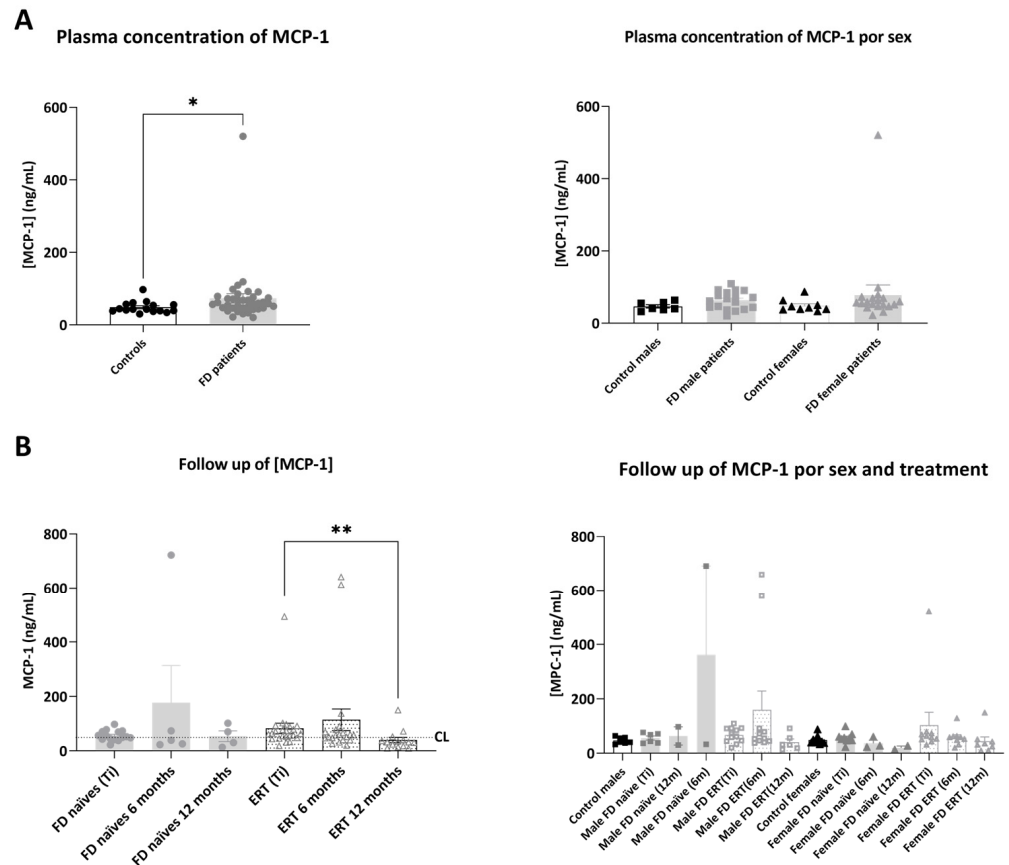 A
Plasma concentration of MCP-1
[MCP-1] (ng/mL)
600
400
200
0
*
Controls
FD patients
Plasma concentration of MCP-1 por sex
[MCP-1] (ng/mL)
600
400
200
0
Control males
FD male patients
Control females
FD female patients
B
Follow up of [MCP-1]
MCP-1 (ng/mL)
800
600
400
200
0
**
CL
FD naïves (Ti)
FD naïves 6 months
FD naïves 12 months
ERT (Ti)
ERT 6 months
ERT 12 months
Follow up of MCP-1 por sex and treatment
[MPC-1] (ng/mL)
800
600
400
200
0
Control males
Male FD naïve (Ti)
Male FD naïve (12m)
Male FD naïve (6m)
Male FD ERT(Ti)
Male FD ERT(6m)
Male FD ERT(12m)
Control females
Female FD naïve (Ti)
Female FD naïve (6m)
Female FD naïve (12m)
Female FD ERT (Ti)
Female FD ERT (6m)
Female FD ERT (12m)